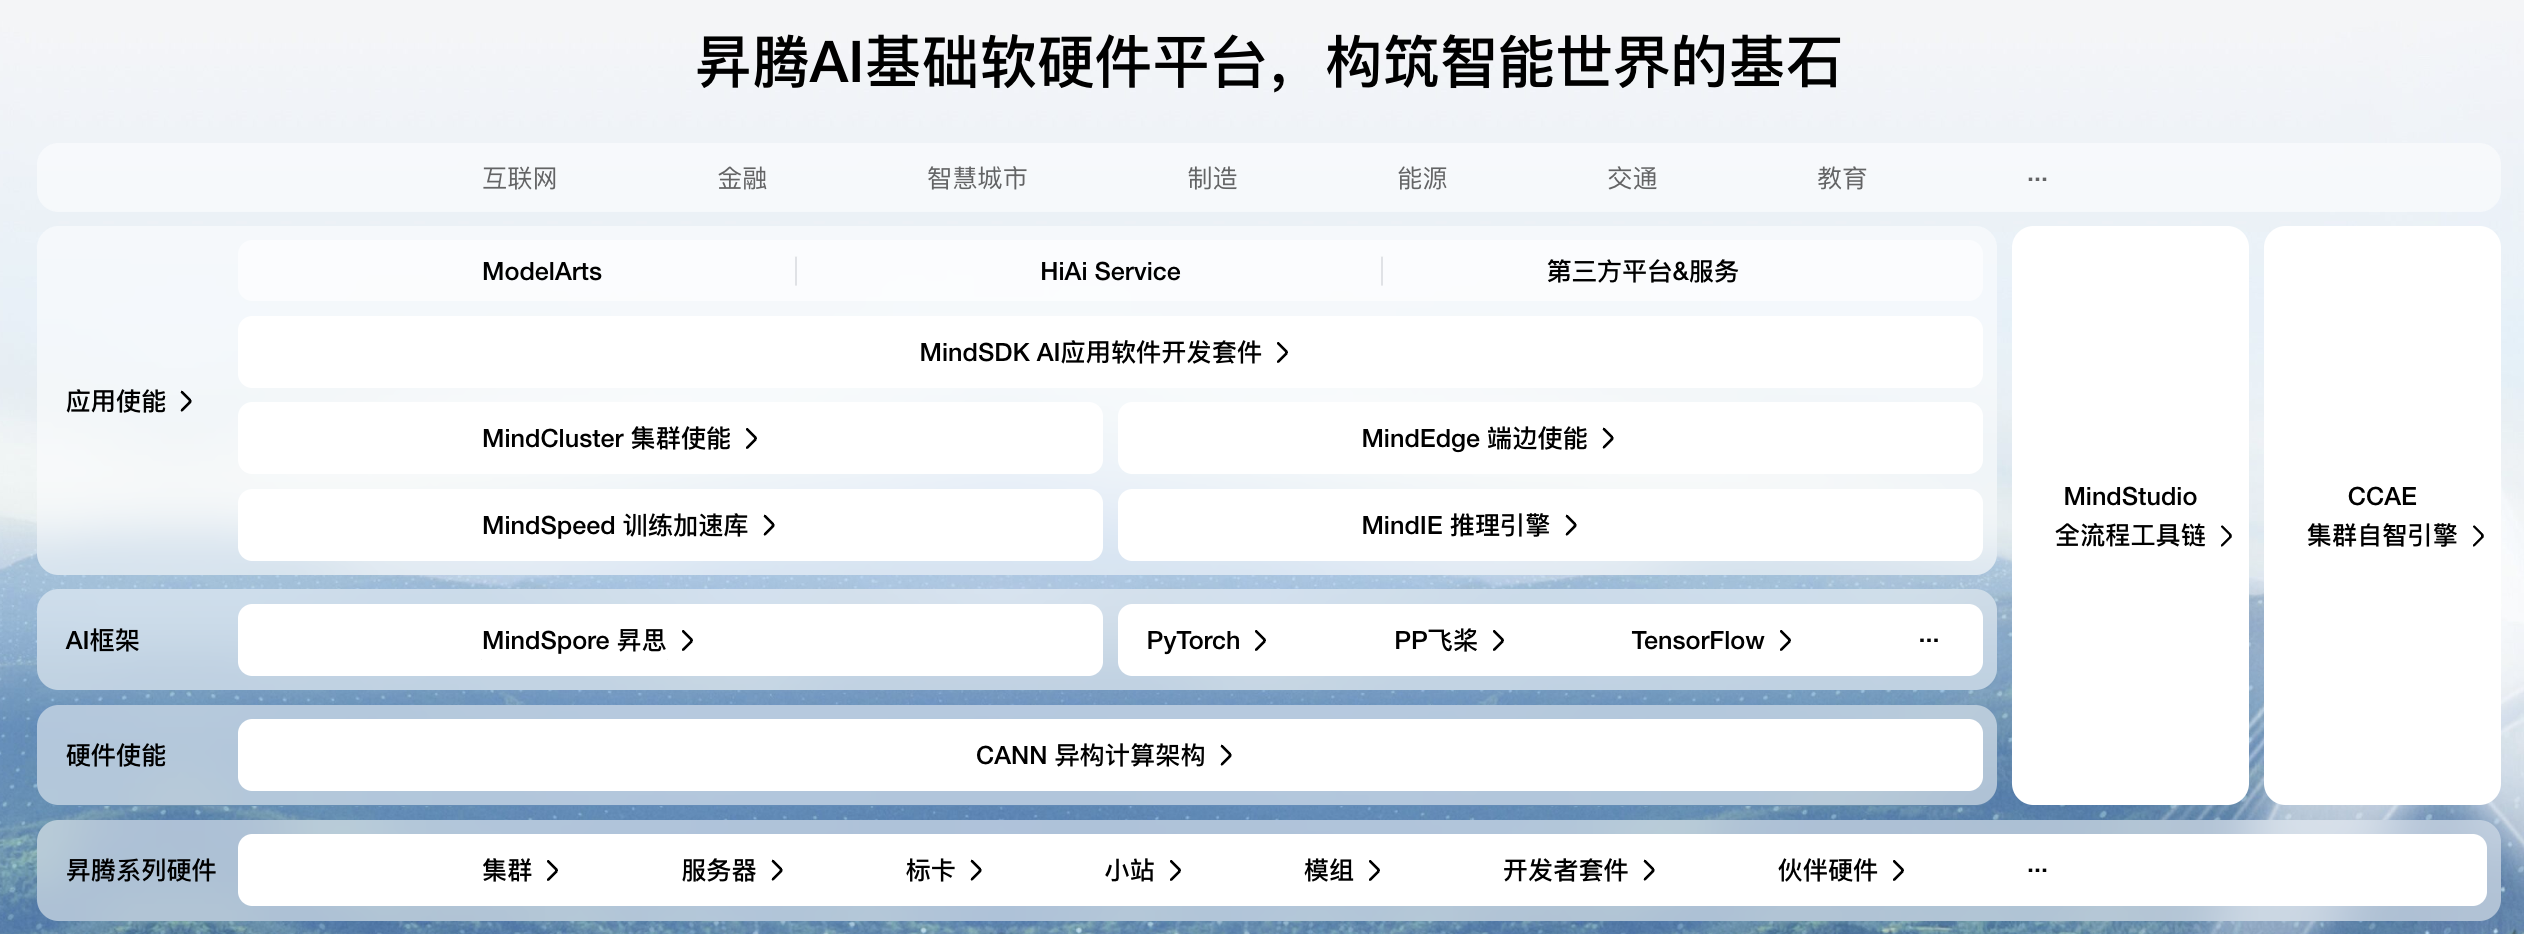 昇腾AI基础软硬件平台，构筑智能世界的基石
互联网 金融 智慧城市 制造 能源 交通 教育 ...
应用使能
ModelArts HiAi Service 第三方平台&服务
MindSDK AI应用软件开发套件
MindCluster 集群使能 MindEdge 端边使能
MindSpeed 训练加速库 MindIE 推理引擎
MindStudio
全流程工具链
CCAE
集群自智引擎
AI框架 MindSpore 昇思 PyTorch PP飞桨 TensorFlow ...
硬件使能 CANN 异构计算架构
昇腾系列硬件 集群 服务器 标卡 小站 模组 开发者套件 伙伴硬件 ...